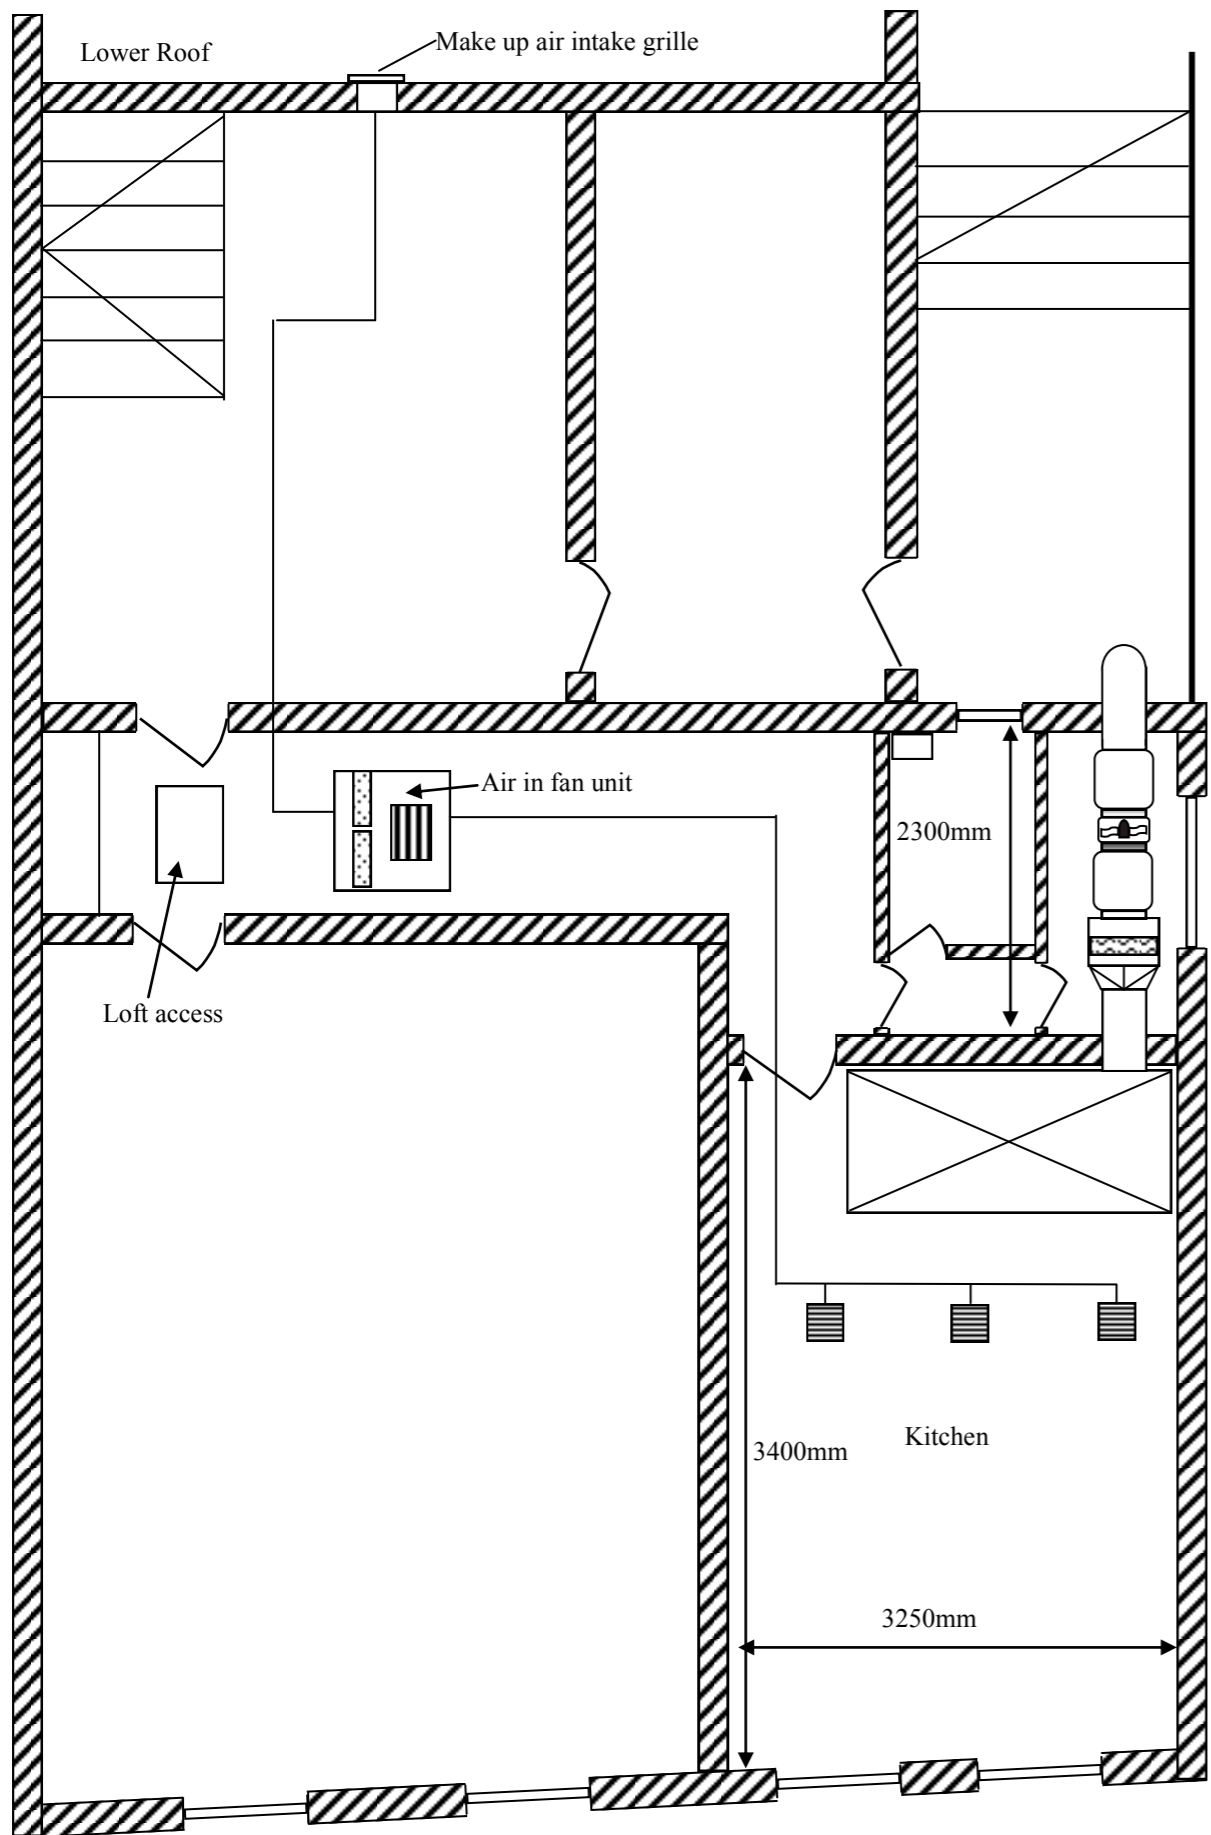 Make up air intake grille
Lower Roof
Air in fan unit
2300mm
Loft access
Kitchen
3400mm
3250mm